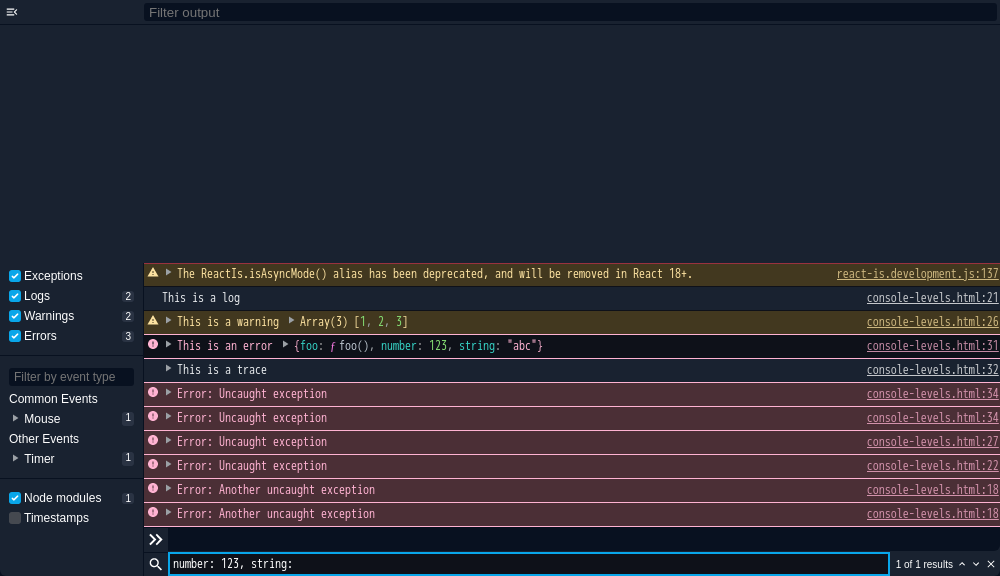 Filter output
Exceptions
Logs 2
Warnings 2
Errors 3
Filter by event type
Common Events
Mouse 1
Other Events
Timer 1
Node modules 1
Timestamps
The ReactIs.isAsyncMode() alias has been deprecated, and will be removed in React 18+. react-is.development.js:137
This is a log console-levels.html:21
This is a warning Array(3) [1, 2, 3] console-levels.html:26
This is an error {foo: ƒ foo(), number: 123, string: "abc"} console-levels.html:31
This is a trace console-levels.html:32
Error: Uncaught exception console-levels.html:34
Error: Uncaught exception console-levels.html:34
Error: Uncaught exception console-levels.html:27
Error: Uncaught exception console-levels.html:22
Error: Another uncaught exception console-levels.html:18
Error: Another uncaught exception console-levels.html:18
number: 123, string: 1 of 1 results